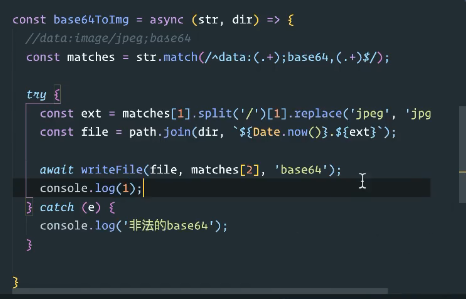 const base64ToImg = async (str, dir) => {
//data:image/jpeg;base64
const matches = str.match(/^data:(.+);base64,(.+)$/);
try {
const ext = matches[1].split('/')[1].replace('jpeg', 'jpg
const file = path.join(dir, `${Date.now()}.${ext}`);
await writeFile(file, matches[2], 'base64');
console.log(1);
} catch (e) {
console.log('非法的base64');
}
}